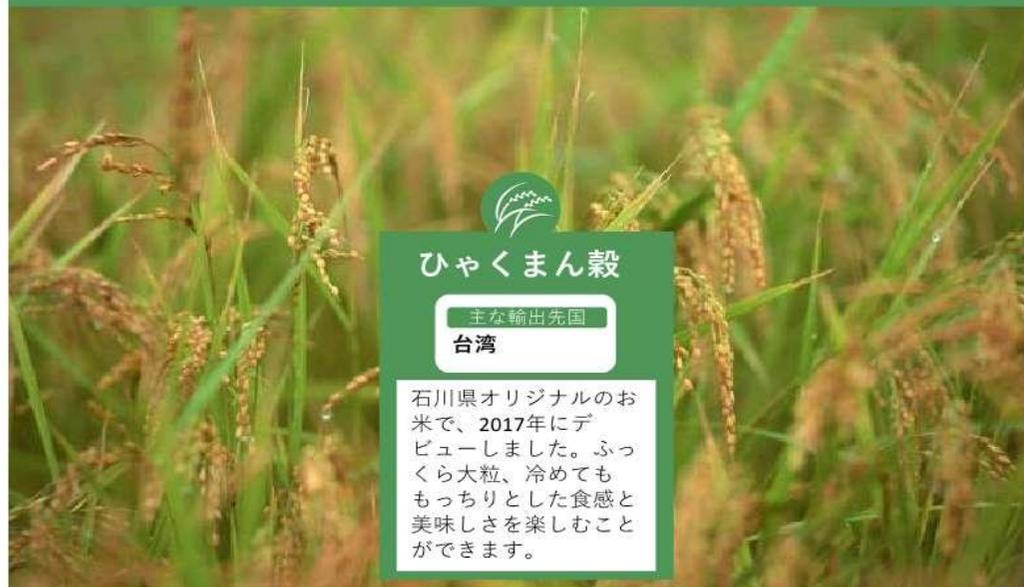 ひゃくまん穀
主な輸出先国
台湾
石川県オリジナルのお
米で、2017年にデ
ビューしました。ふっ
くら大粒、冷めても
もっちりとした食感と
美味しさを楽しむこと
ができます。